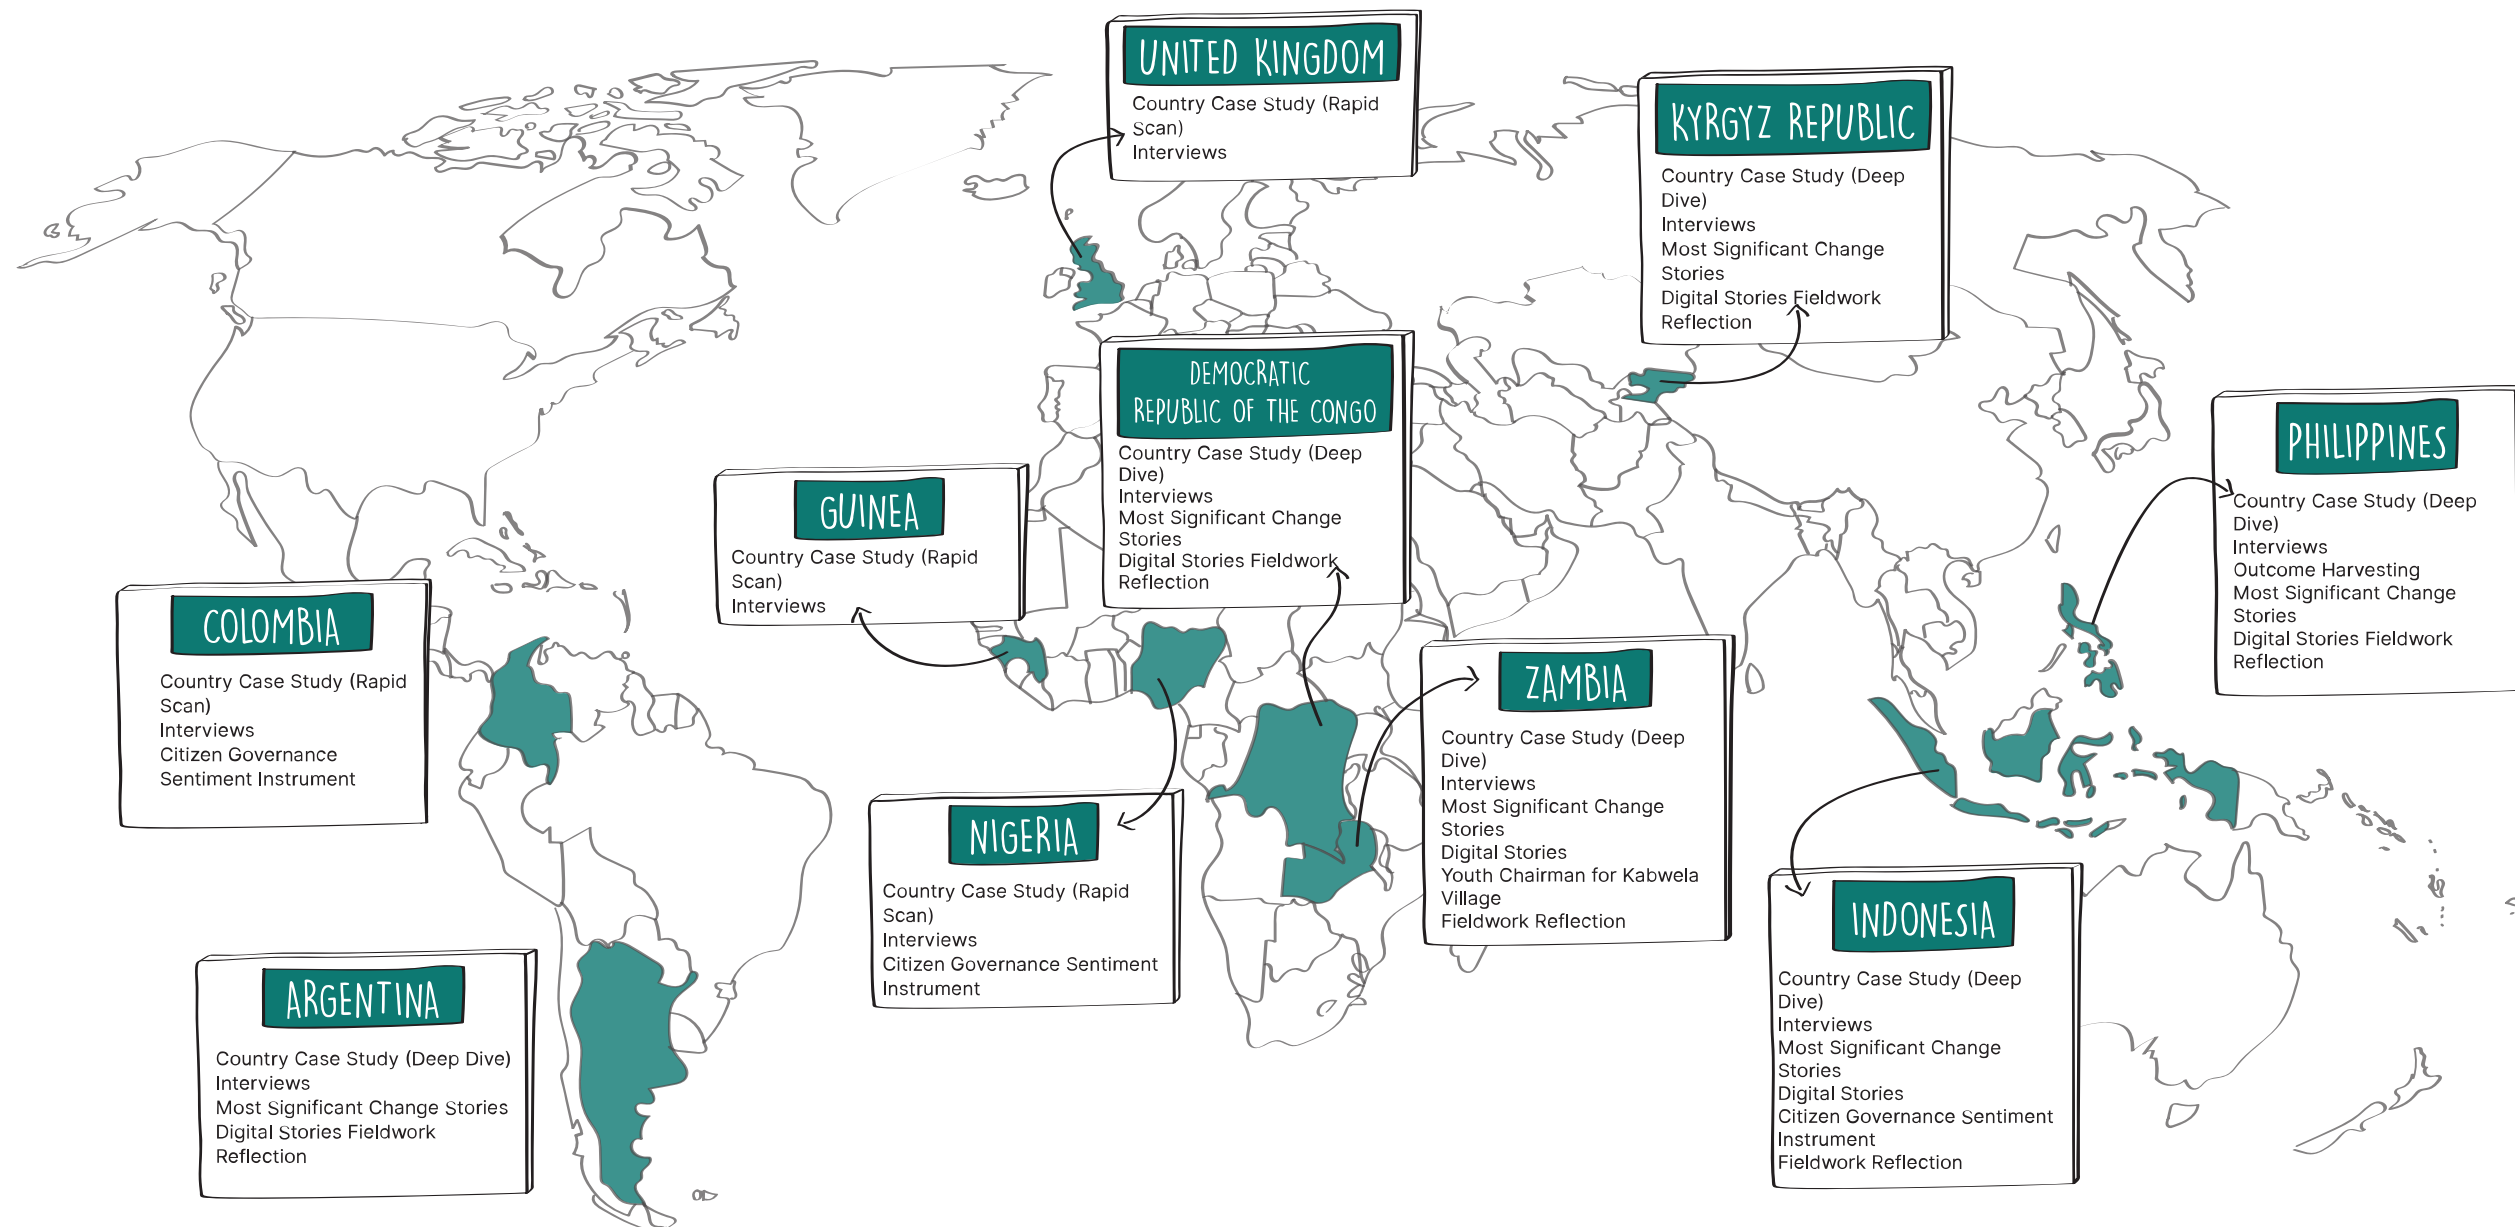 UNITED KINGDOM
Country Case Study (Rapid
Scan)
Interviews
KYRGYZ REPUBLIC
Country Case Study (Deep
Dive)
Interviews
Most Significant Change
Stories
Digital Stories Fieldwork
Reflection
DEMOCRATIC
REPUBLIC OF THE CONGO
Country Case Study (Deep
Dive)
Interviews
Most Significant Change
Stories
Digital Stories Fieldwork
Reflection
PHILIPPINES
Country Case Study (Deep
Dive)
Interviews
Outcome Harvesting
Most Significant Change
Stories
Digital Stories Fieldwork
Reflection
GUINEA
Country Case Study (Rapid
Scan)
Interviews
COLOMBIA
Country Case Study (Rapid
Scan)
Interviews
Citizen Governance
Sentiment Instrument
ZAMBIA
Country Case Study (Deep
Dive)
Interviews
Most Significant Change
Stories
Digital Stories
Youth Chairman for Kabwela
Village
Fieldwork Reflection
NIGERIA
Country Case Study (Rapid
Scan)
Interviews
Citizen Governance Sentiment
Instrument
INDONESIA
Country Case Study (Deep
Dive)
Interviews
Most Significant Change
Stories
Digital Stories
Citizen Governance Sentiment
Instrument
Fieldwork Reflection
ARGENTINA
Country Case Study (Deep Dive)
Interviews
Most Significant Change Stories
Digital Stories Fieldwork
Reflection